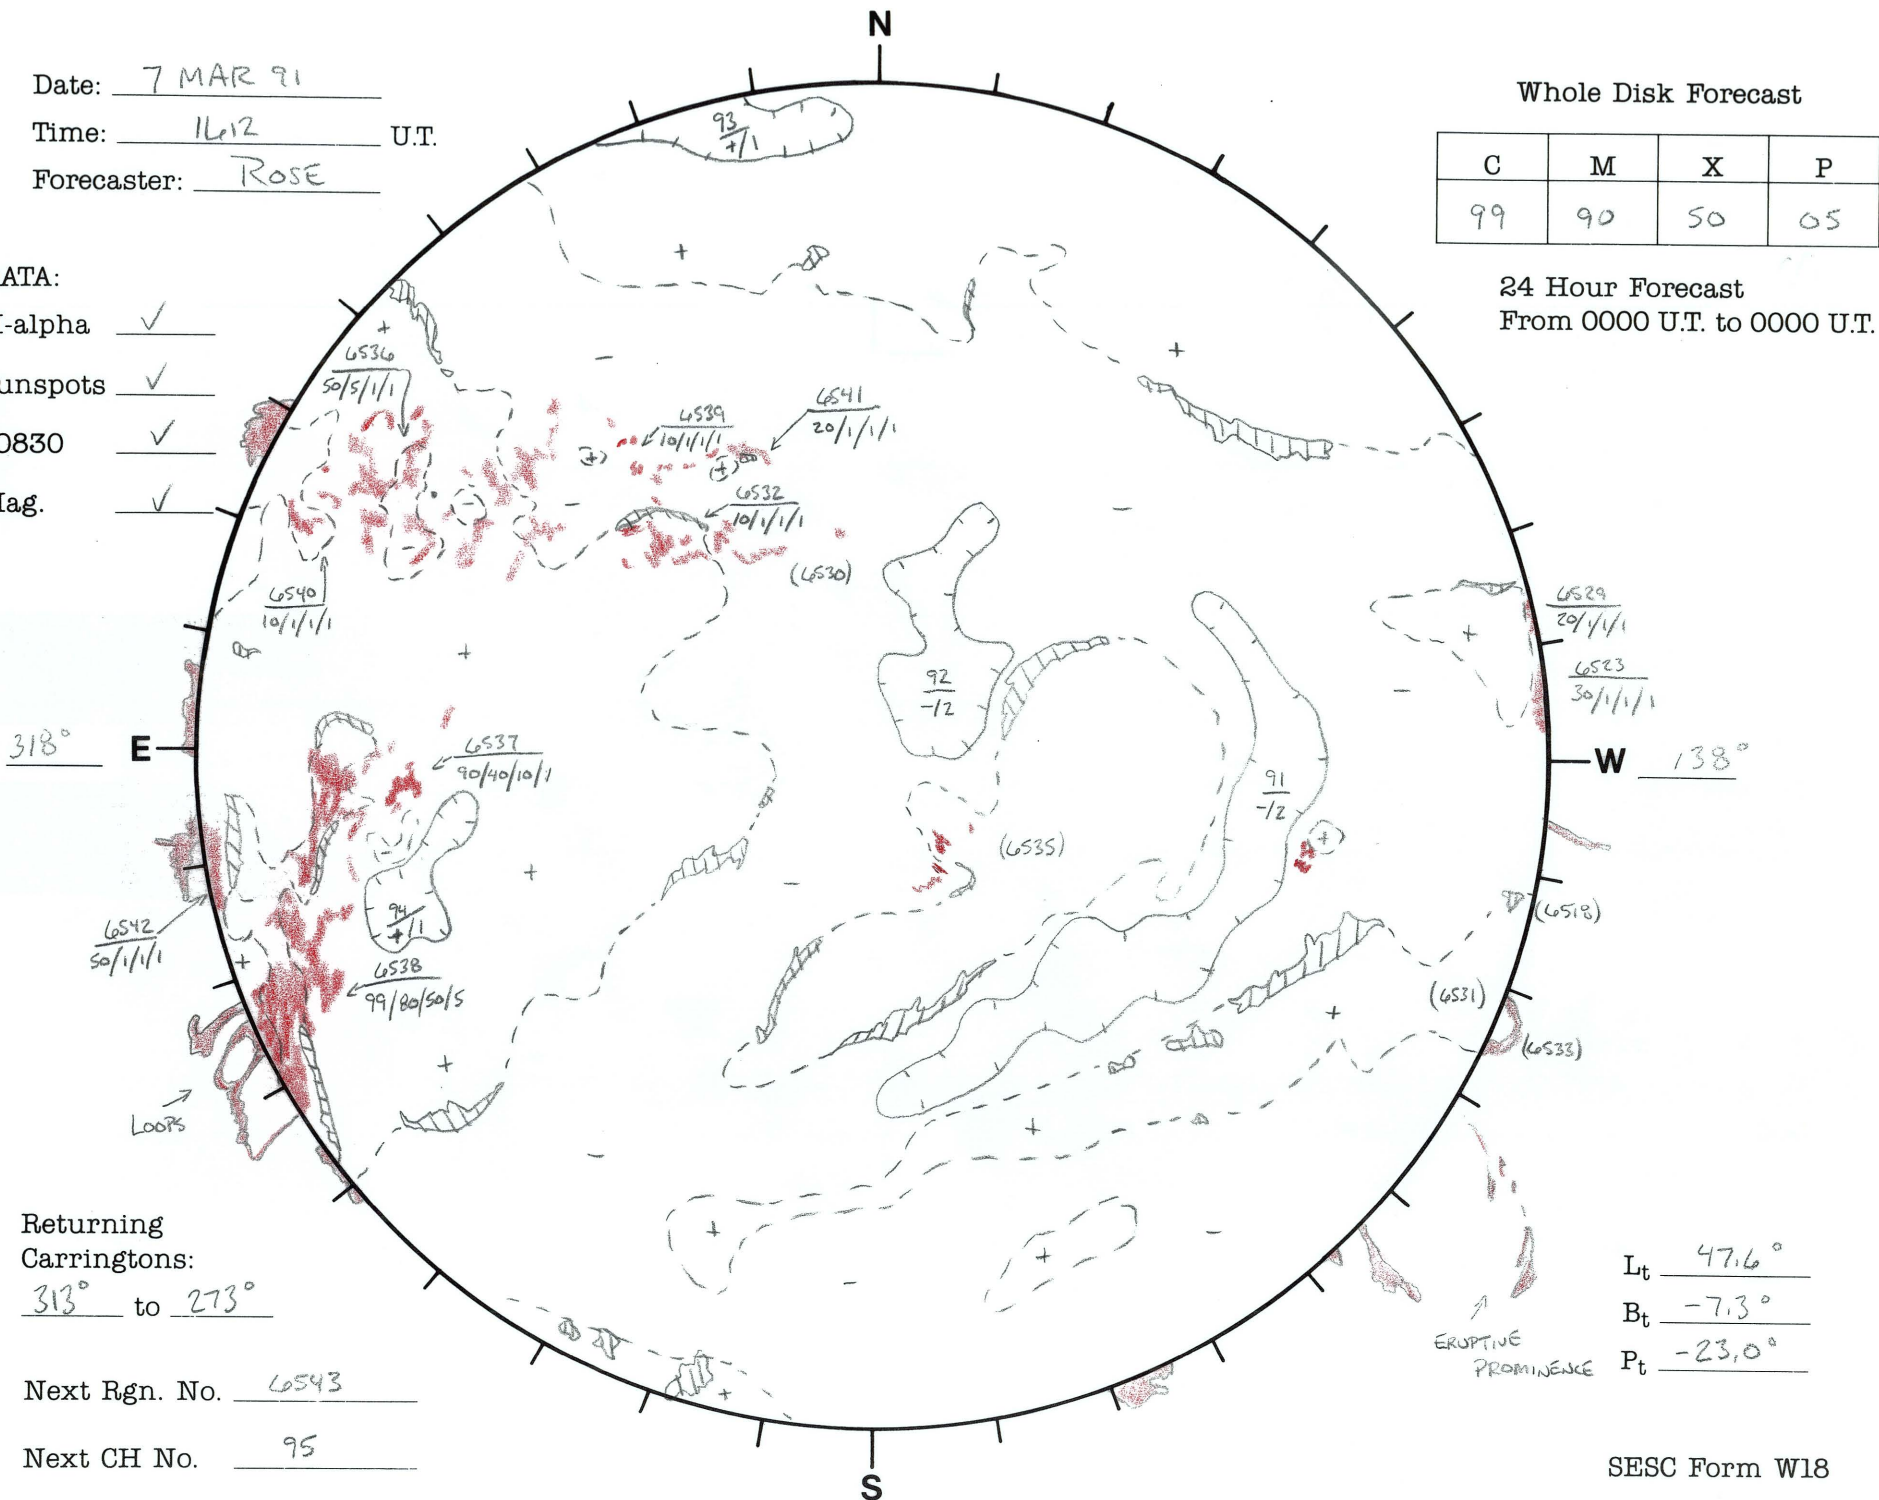 N
Date: 7 MAR 91
Time: 1612 U.T.
Forecaster: ROSE
Whole Disk Forecast
C M X P
99 90 50 05
24 Hour Forecast
From 0000 U.T. to 0000 U.T.
ATA:
I-alpha ✓
unspots ✓
0830 ✓
Mag. ✓
93
+/1
+
+
+
-
6536
50/5/1/1
6539
10/1/1/1
6541
20/1/1/1
(+)
(+)
6532
10/1/1/1
-
-
-
(6530)
6540
10/1/1/1
6529
20/1/1/1
+
+
6523
30/1/1/1
-
92
-/2
318° E
W 138°
6537
90/40/10/1
91
-/2
+
(6535)
+
-
94
+/1
(6518)
6542
50/1/1/1
+
6538
99/80/50/5
(6531)
+
(6533)
+
LOOPS
+
-
+
+
-
-
Returning
Carringtons:
313° to 273°
Lt 47.6°
Bt -7.3°
Pt -23.0°
ERUPTIVE
PROMINENCE
+
Next Rgn. No. 6543
Next CH No. 95
S
SESC Form W18